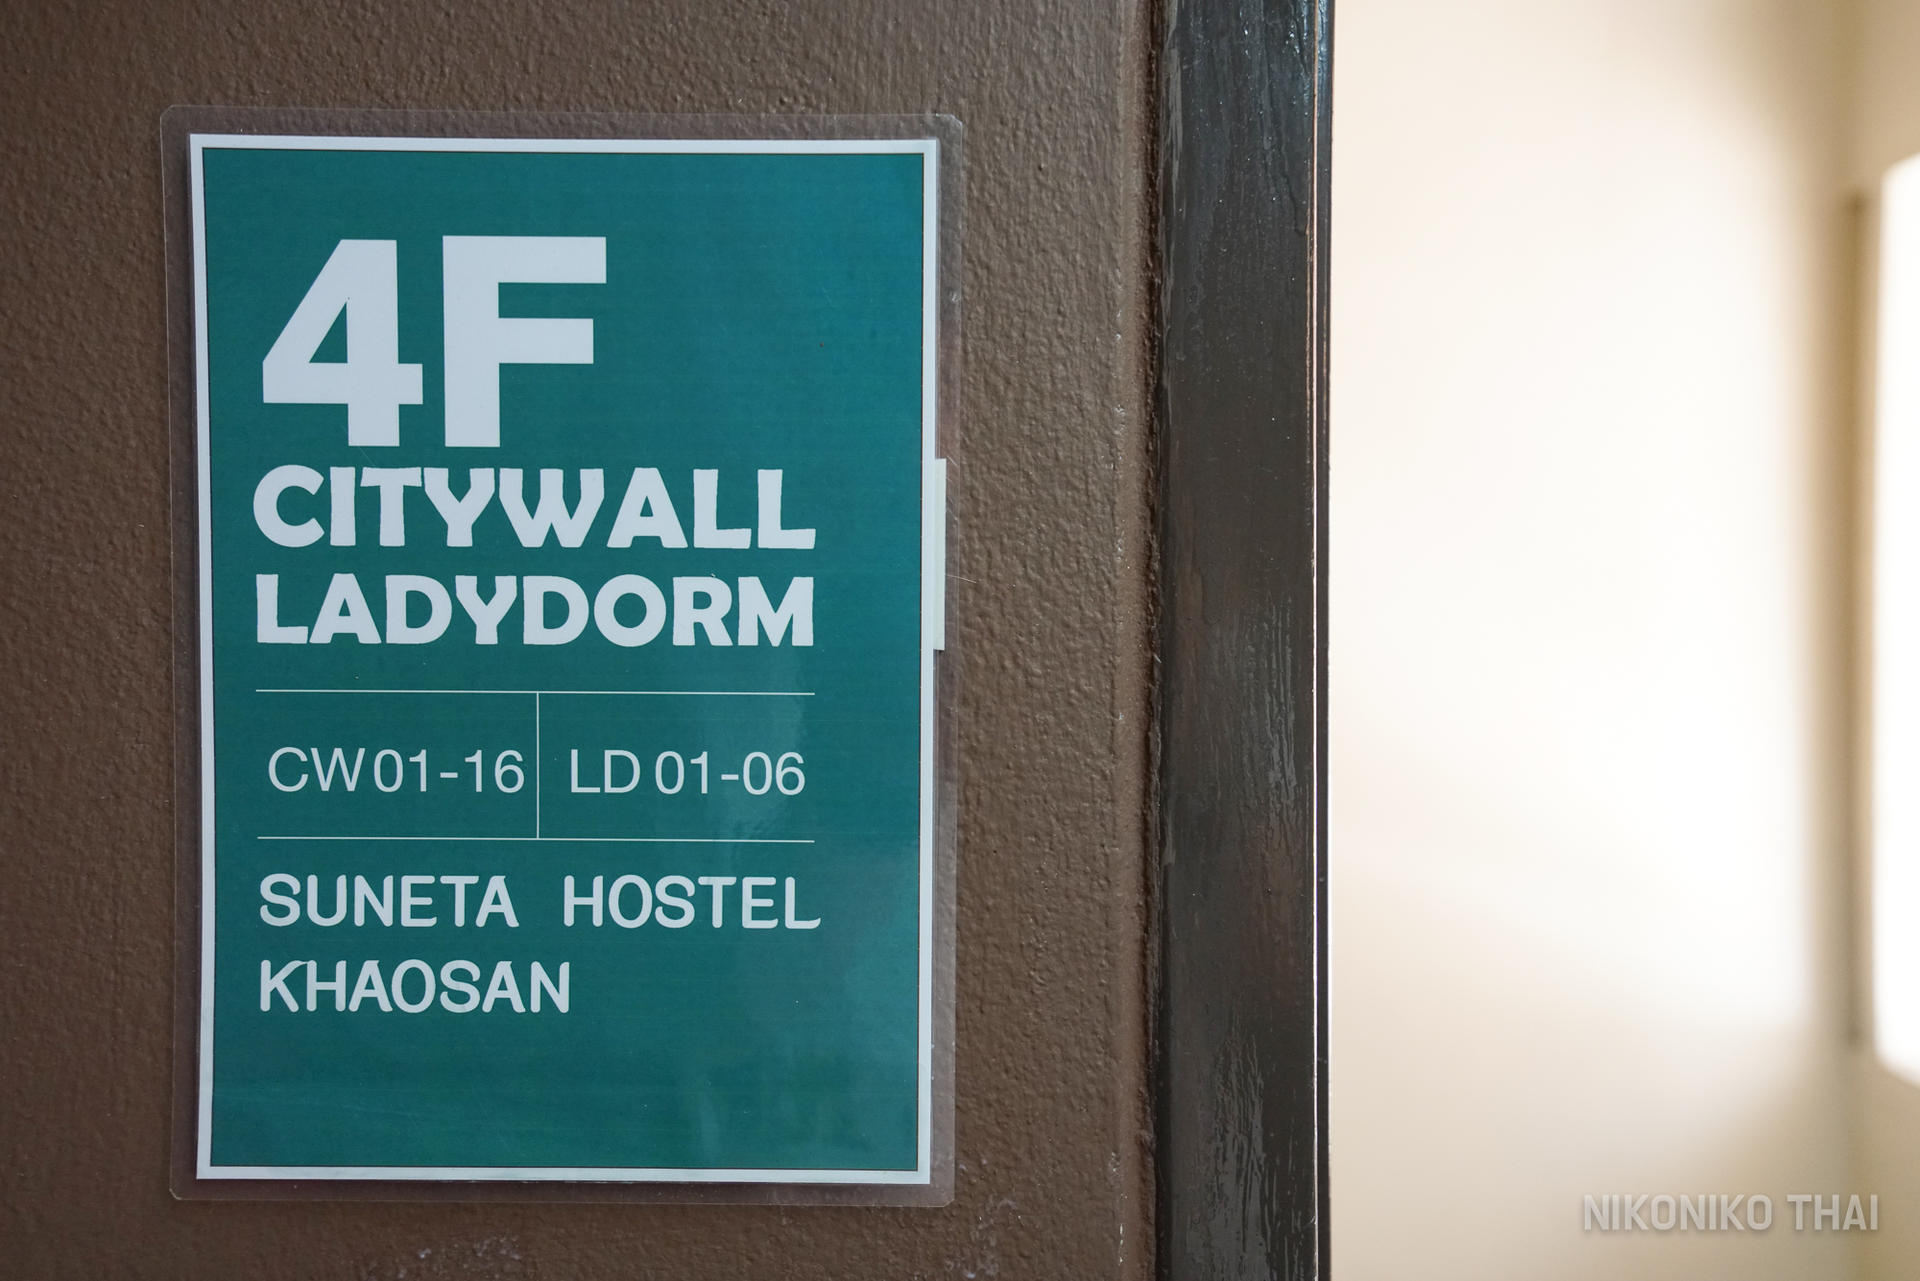 4F
CITYWALL
LADYDORM
CW01-16 LD 01-06
SUNETA HOSTEL
KHAOSAN
NIKONIKO THAI